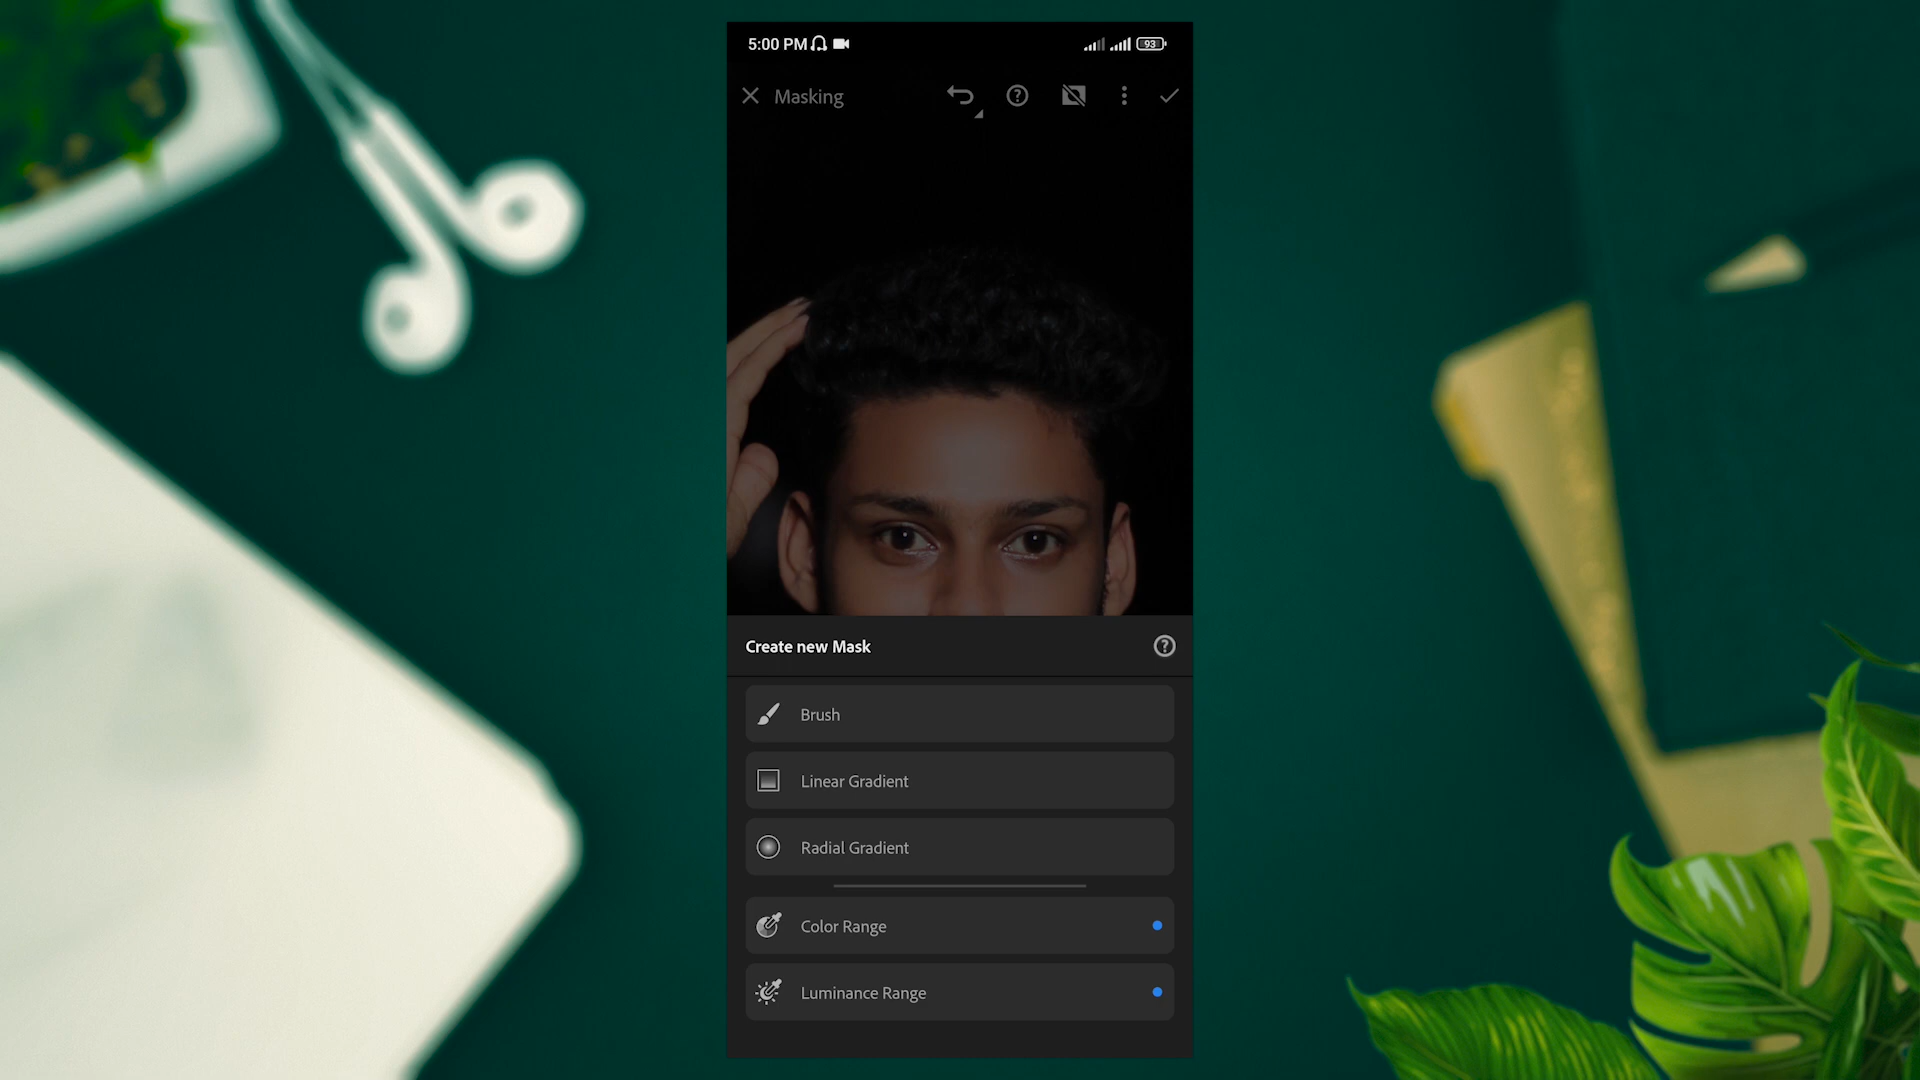 5:00 PM
93
Masking
Create new Mask
Brush
Linear Gradient
Radial Gradient
Color Range
Luminance Range